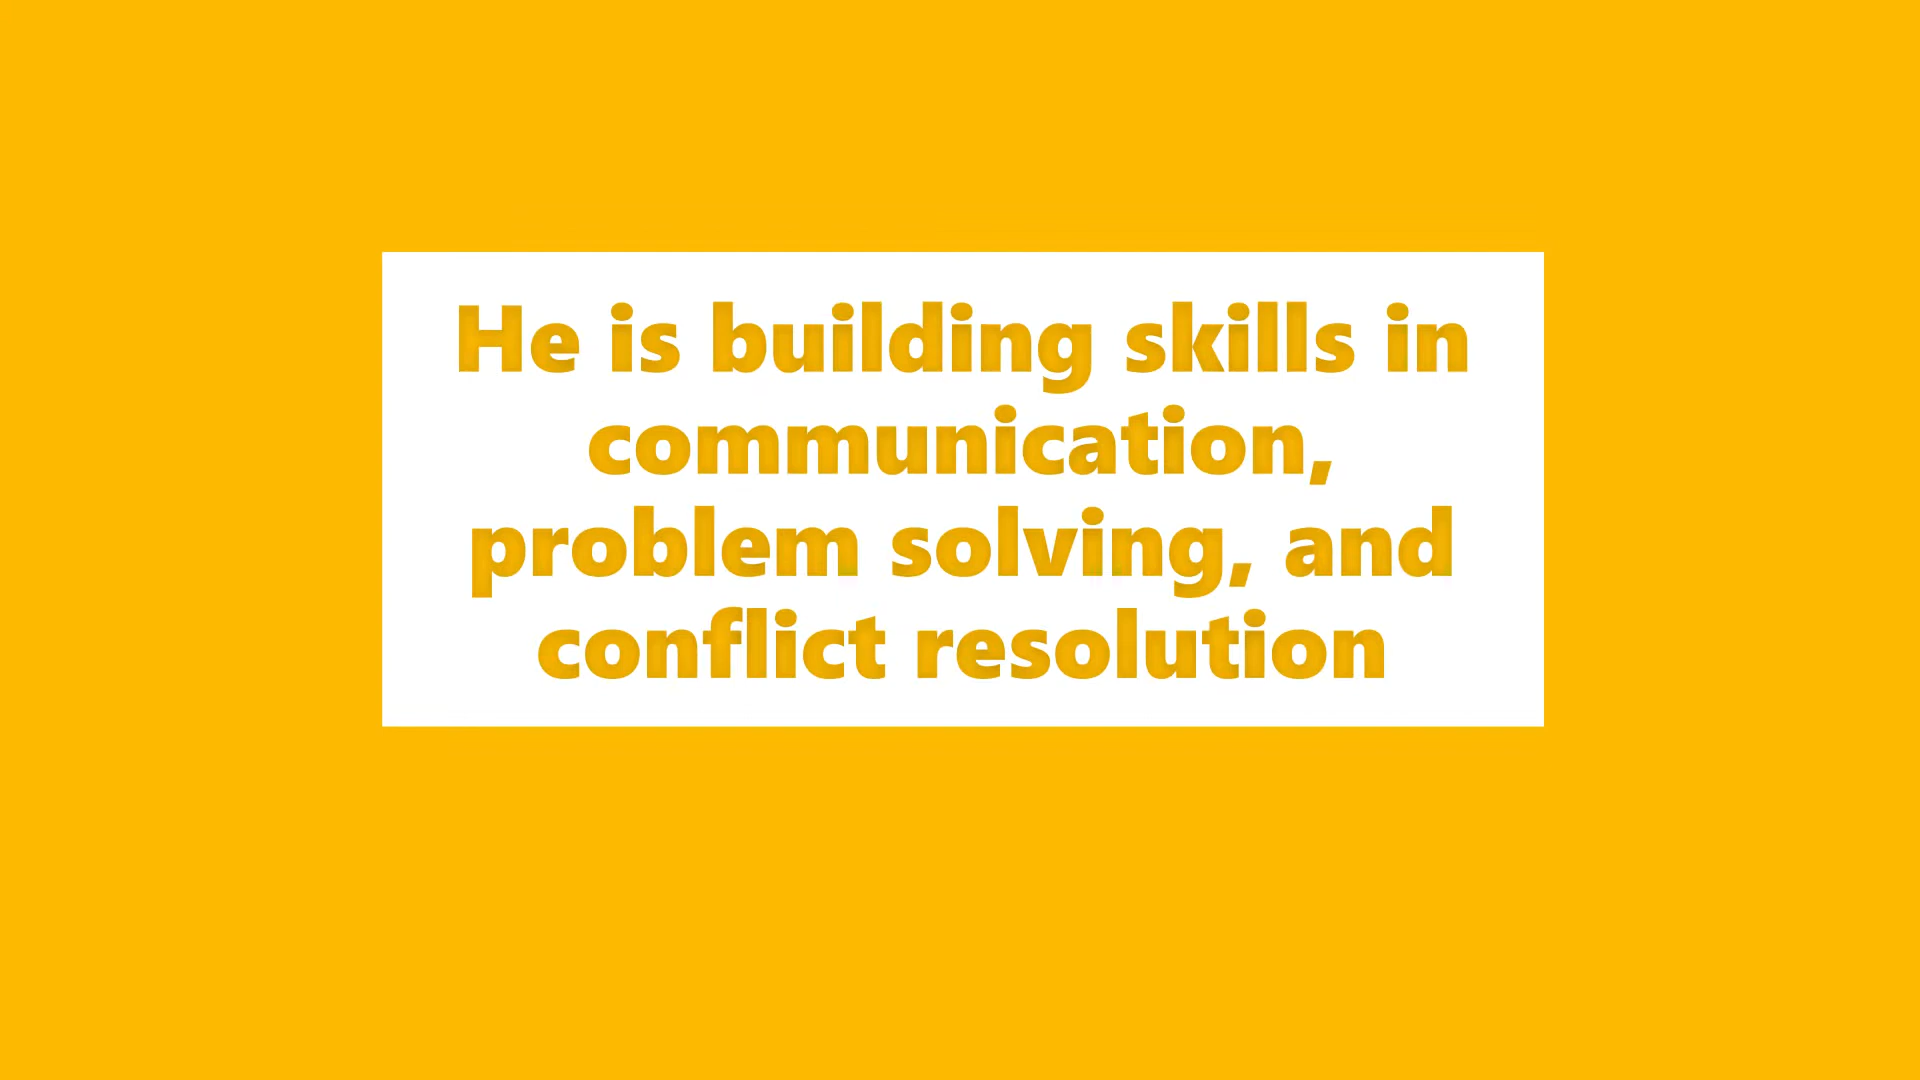 He is building skills in
communication,
problem solving, and
conflict resolution